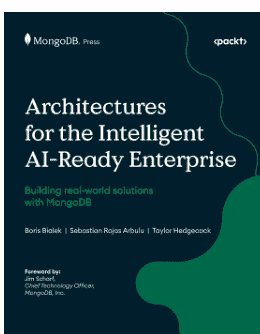 MongoDB. Press
<packt>
Architectures
for the Intelligent
AI-Ready Enterprise
Building real-world solutions
with MongoDB
Boris Bialek | Sebastian Rojas Arbulu | Taylor Hedgecock
Foreword by:
Jim Scharf,
Chief Technology Officer,
MongoDB, Inc.